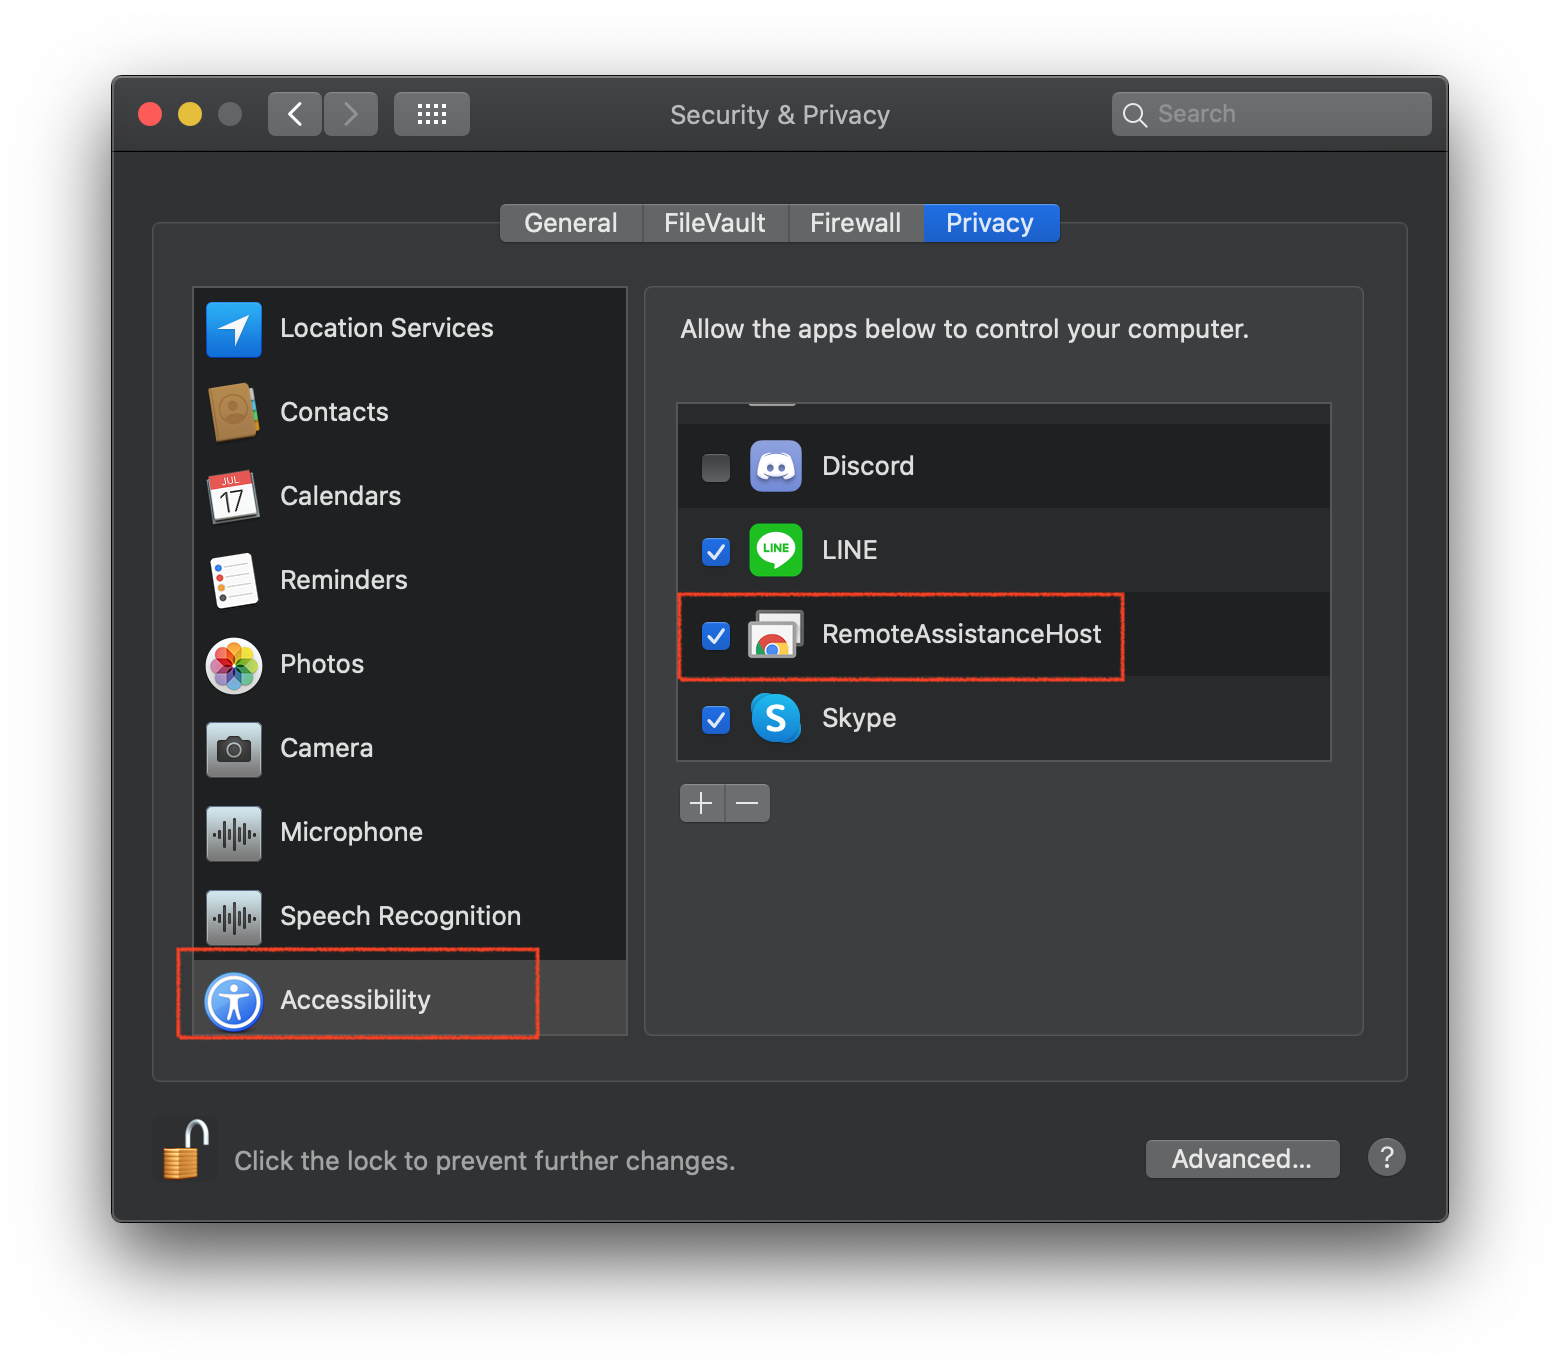 Security & Privacy
Search
General
FileVault
Firewall
Privacy
Location Services
Contacts
JUL
17
Calendars
Reminders
Photos
Camera
Microphone
Speech Recognition
Accessibility
Allow the apps below to control your computer.
Discord
LINE
LINE
RemoteAssistanceHost
S
Skype
Click the lock to prevent further changes.
Advanced...
?